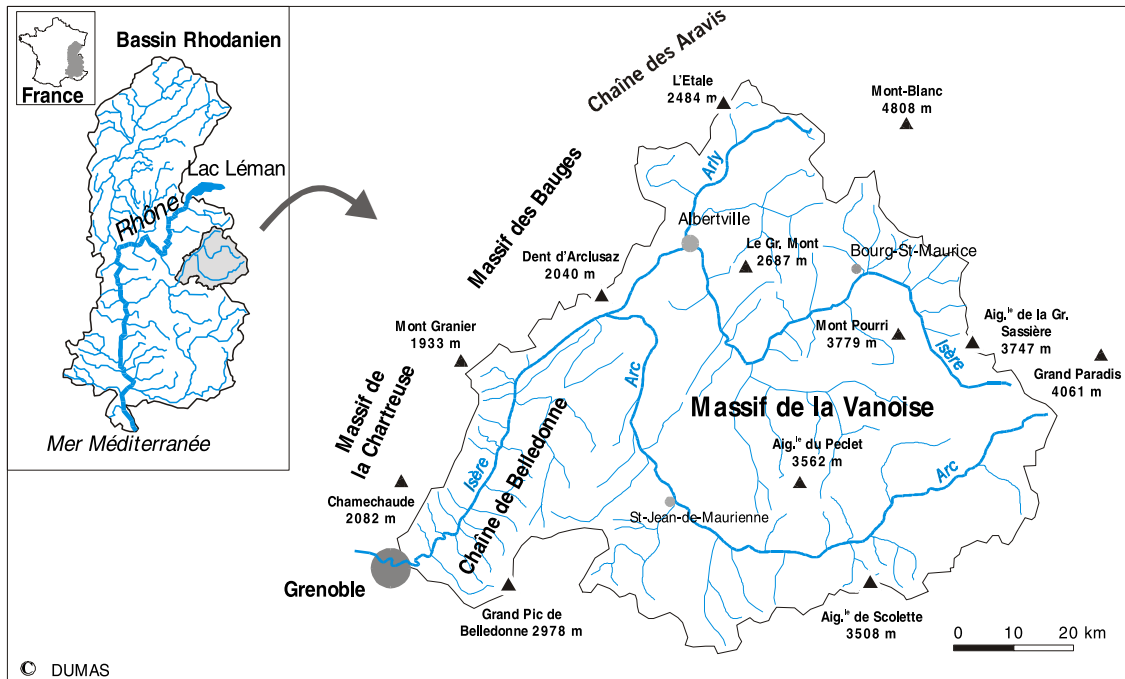 Bassin Rhodanien
France
Lac Léman
Rhône
Mer Méditerranée
Chaîne des Aravis
L'Etale
2484 m
Mont-Blanc
4808 m
Massif des Bauges
Arly
Albertville
Dent d'Arclusaz
2040 m
Le Gr. Mont
2687 m
Bourg-St-Maurice
Mont Granier
1933 m
Mont Pourri
3779 m
Aig.le de la Gr.
Sassière
3747 m
Isère
Grand Paradis
4061 m
Massif de
la Chartreuse
Arc
Massif de la Vanoise
Aig.le du Peclet
3562 m
Arc
Isère
Chaîne de Belledonne
Chamechaude
2082 m
St-Jean-de-Maurienne
Grenoble
Grand Pic de
Belledonne 2978 m
Aig.le de Scolette
3508 m
0 10 20 km
© DUMAS